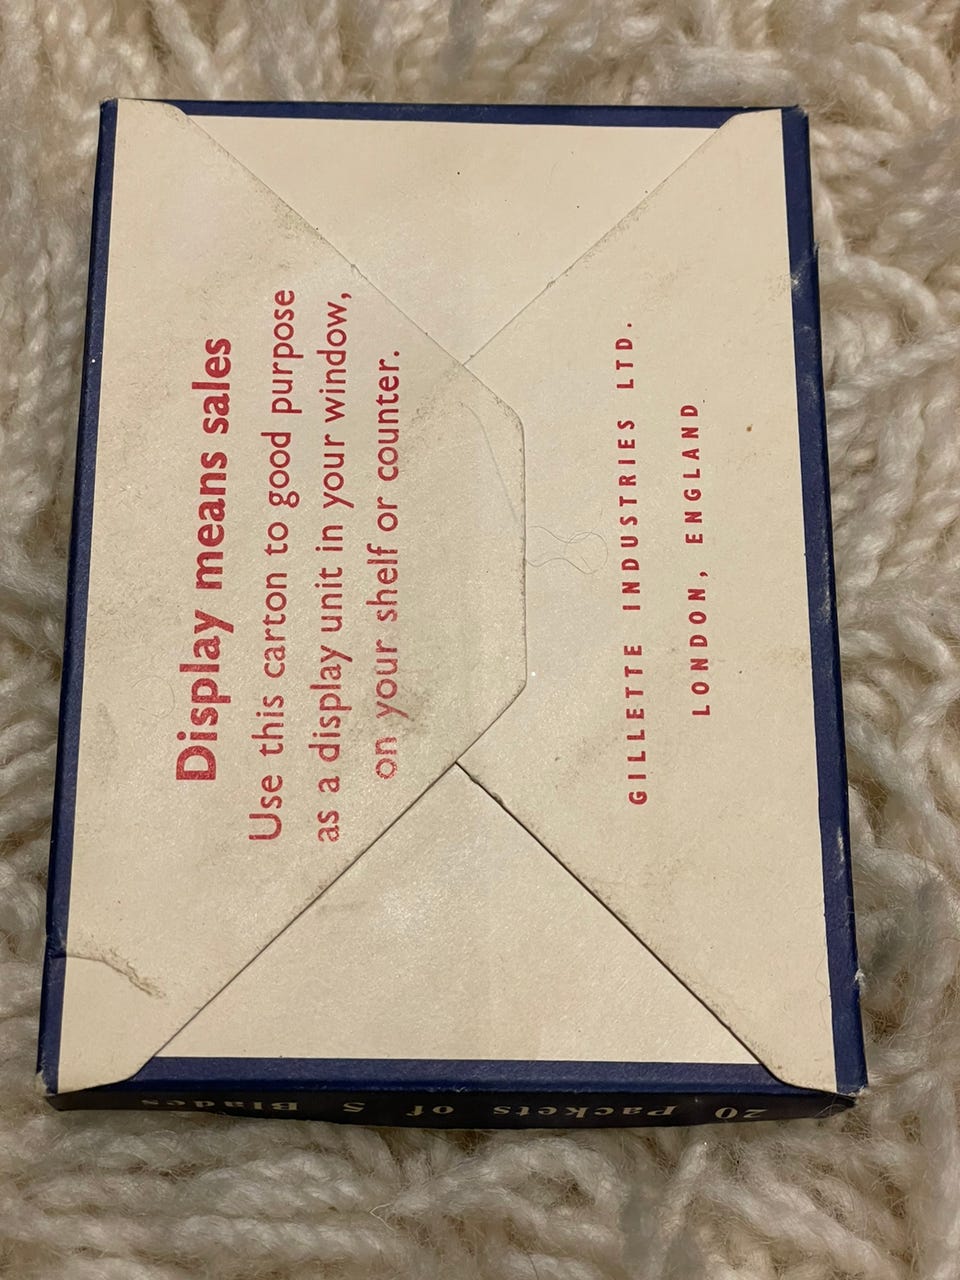 Display means sales
Use this carton to good purpose
as a display unit in your window,
on your shelf or counter.
GILLETTE INDUSTRIES LTD.
LONDON, ENGLAND
20 Packets of 5 Blades